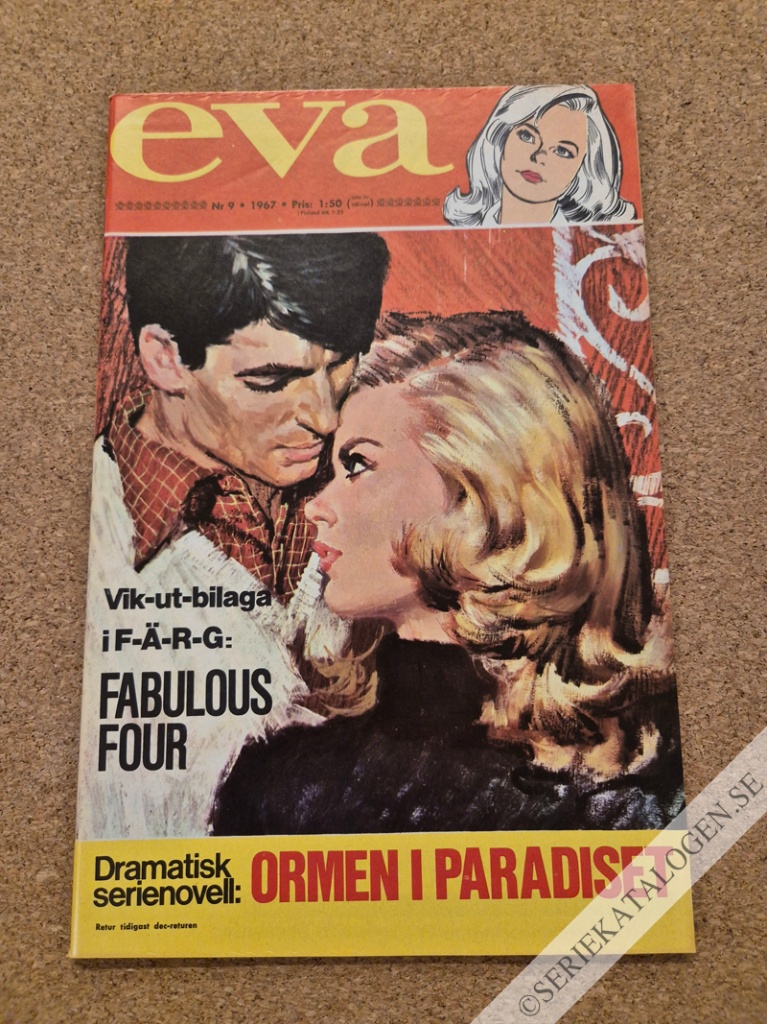 eva
Nr 9 • 1967 • Pris: 1:50
Vik-ut-bilaga
i F-Ä-R-G:
FABULOUS
FOUR
Dramatisk
serienovell: ORMEN I PARADISET
Retur tidigast dec-returen
©SERIEKATALOGEN.SE